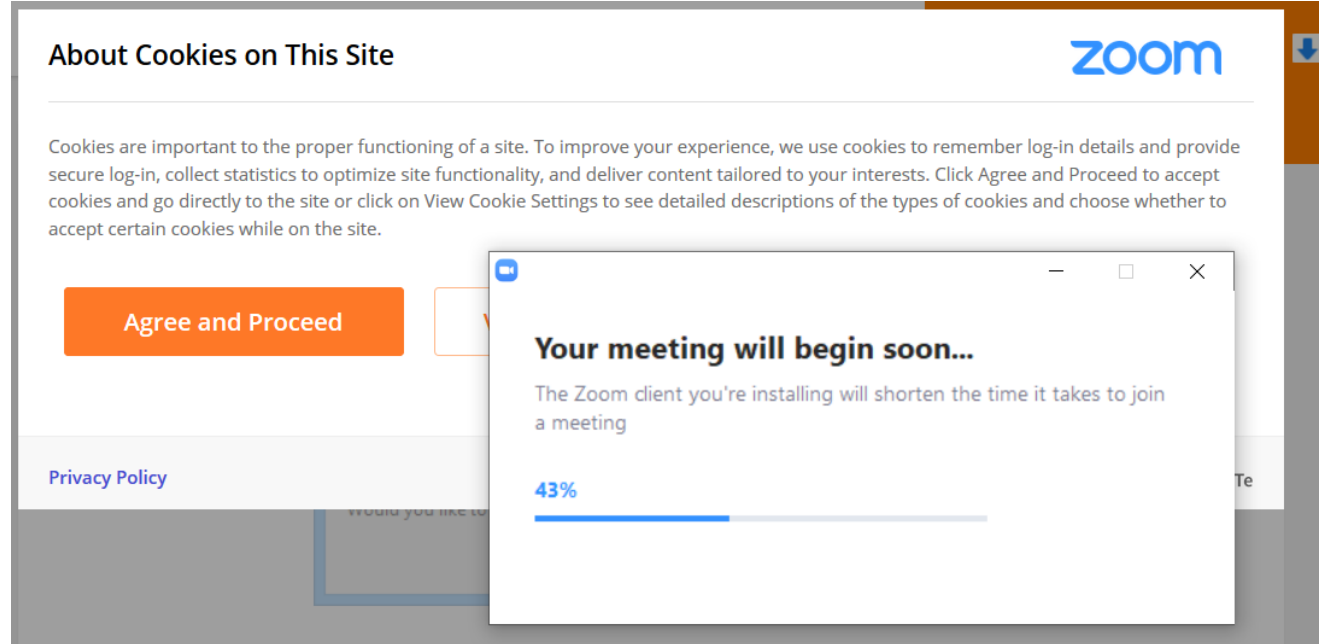 About Cookies on This Site
zoom
Cookies are important to the proper functioning of a site. To improve your experience, we use cookies to remember log-in details and provide
secure log-in, collect statistics to optimize site functionality, and deliver content tailored to your interests. Click Agree and Proceed to accept
cookies and go directly to the site or click on View Cookie Settings to see detailed descriptions of the types of cookies and choose whether to
accept certain cookies while on the site.
Agree and Proceed
Your meeting will begin soon...
The Zoom client you're installing will shorten the time it takes to join
a meeting
43%
Privacy Policy
Te
Would you like to